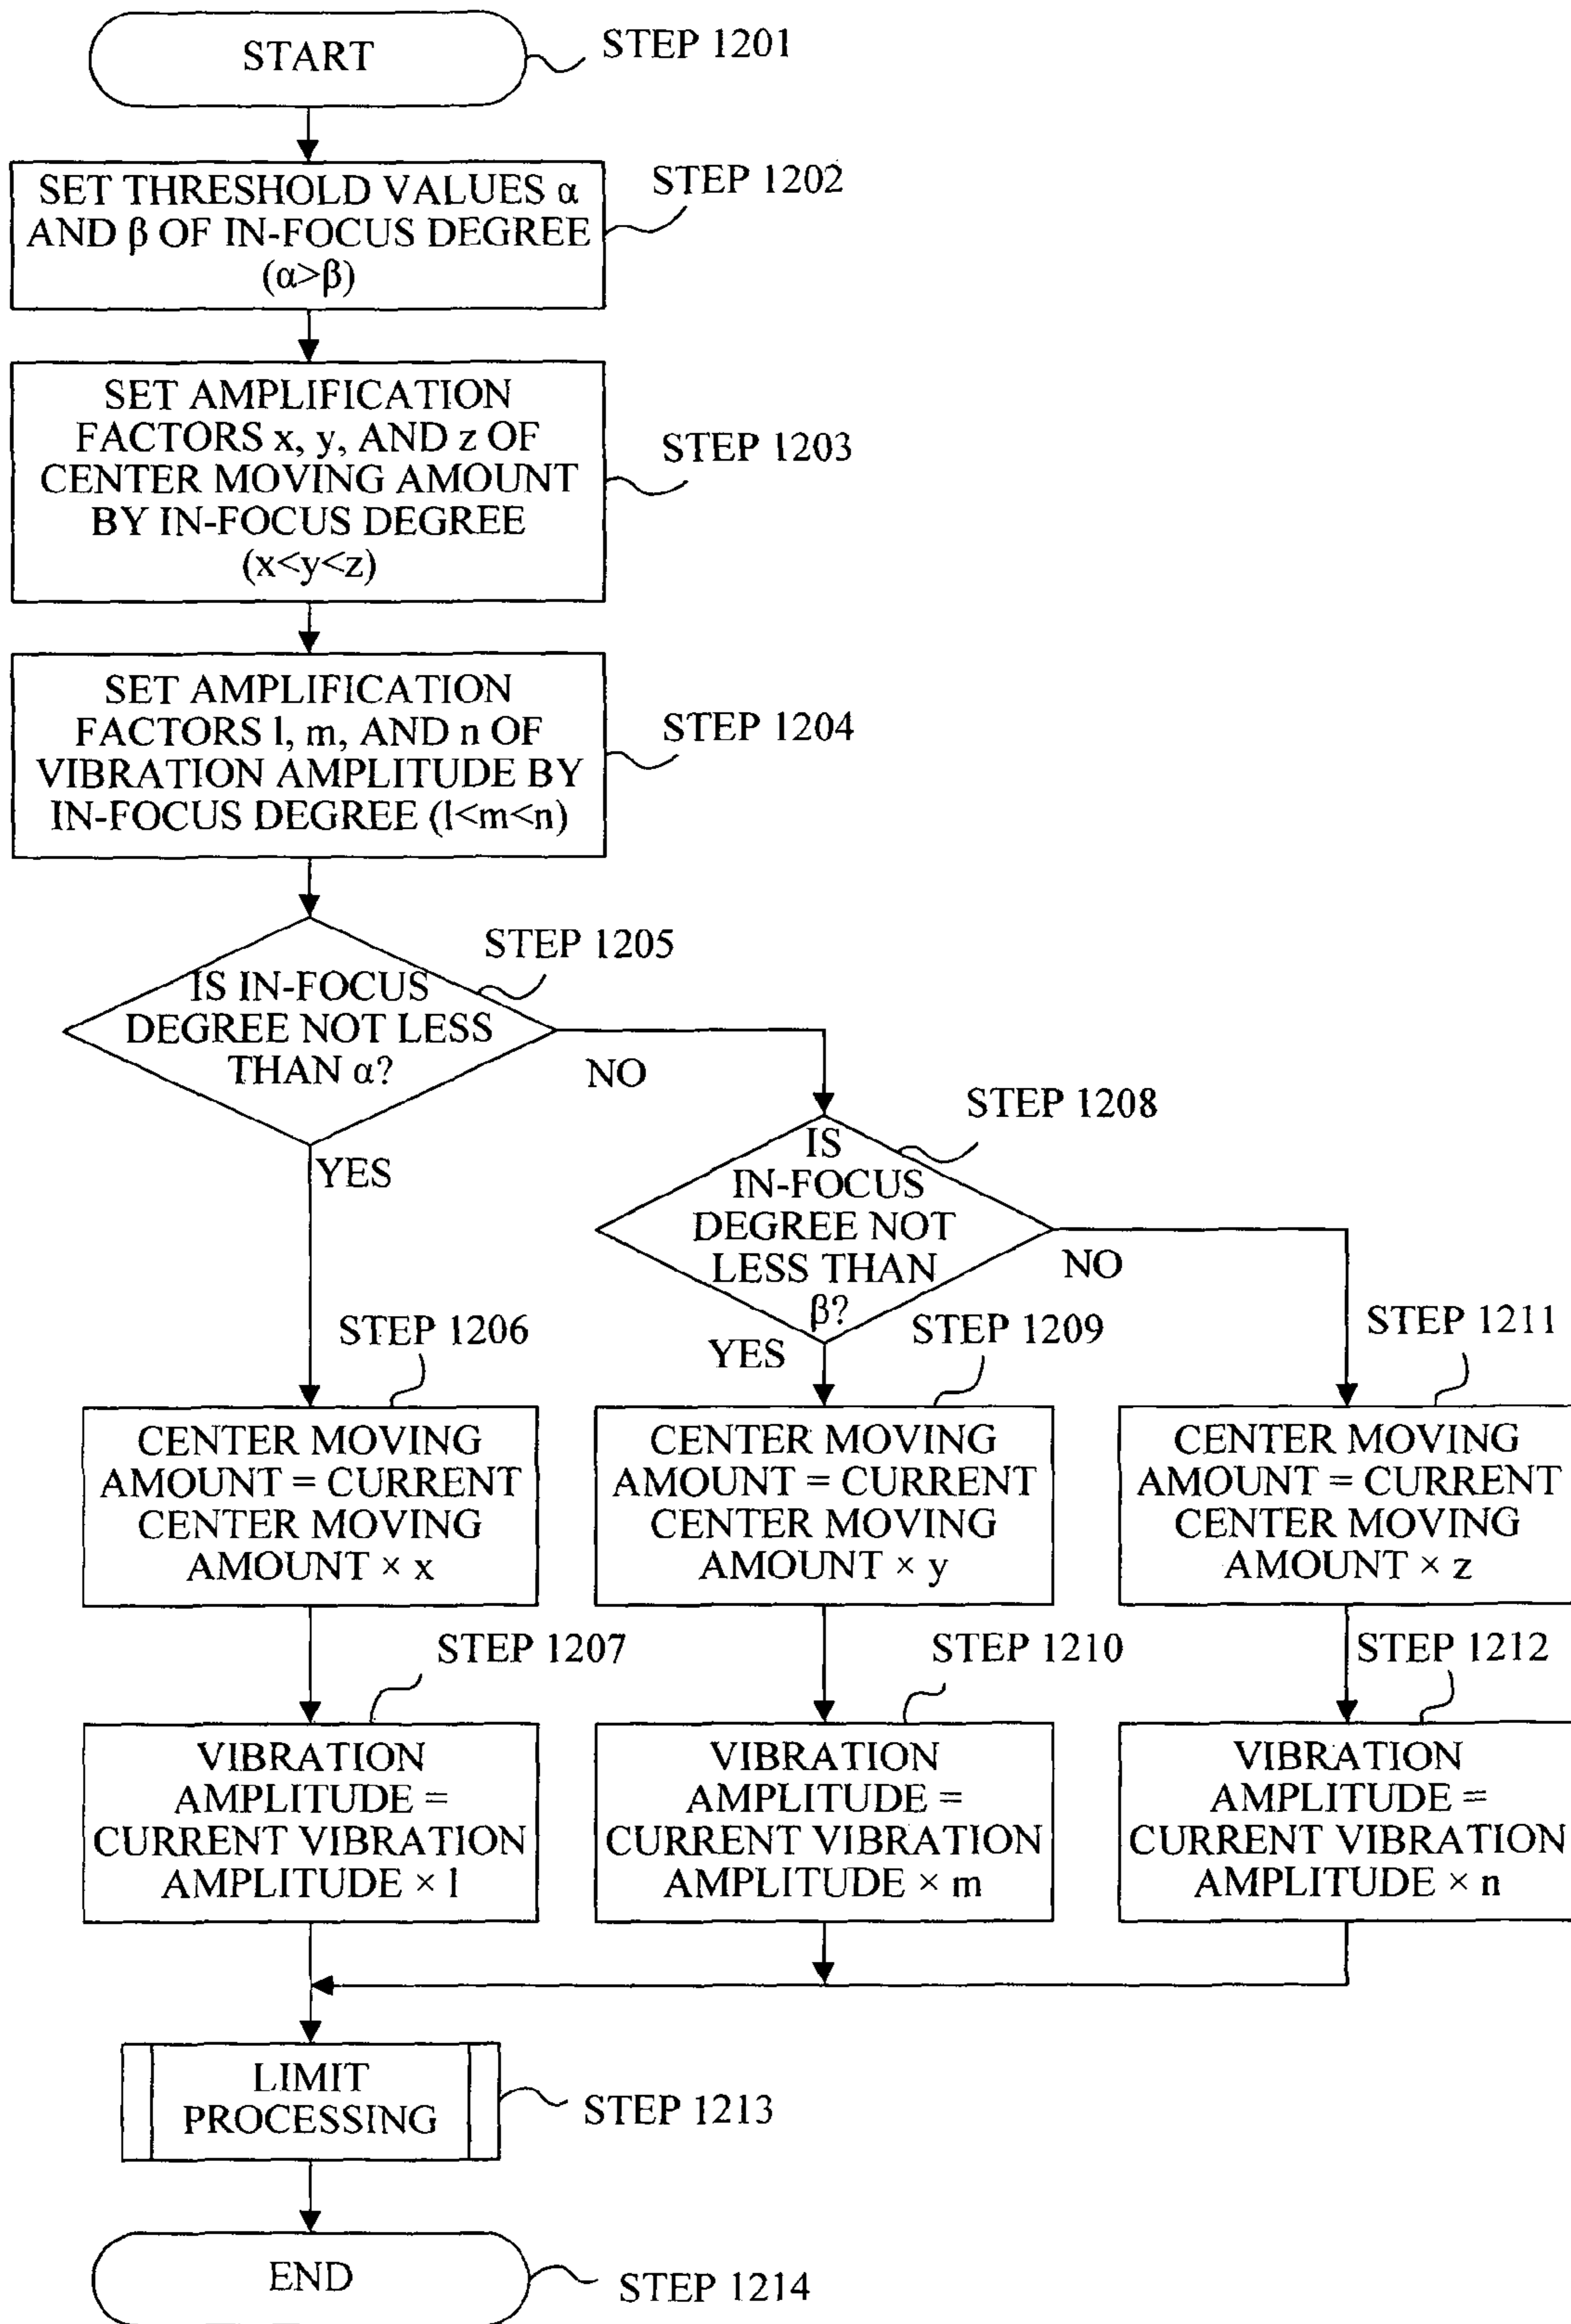 START
STEP 1201
SET THRESHOLD VALUES α
AND β OF IN-FOCUS DEGREE
(α>β)
STEP 1202
SET AMPLIFICATION
FACTORS x, y, AND z OF
CENTER MOVING AMOUNT
BY IN-FOCUS DEGREE
(x<y<z)
STEP 1203
SET AMPLIFICATION
FACTORS l, m, AND n OF
VIBRATION AMPLITUDE BY
IN-FOCUS DEGREE (l<m<n)
STEP 1204
IS IN-FOCUS
DEGREE NOT LESS
THAN α?
STEP 1205
NO
YES
IS
IN-FOCUS
DEGREE NOT
LESS THAN
β?
STEP 1208
NO
YES
STEP 1206
CENTER MOVING
AMOUNT = CURRENT
CENTER MOVING
AMOUNT × x
STEP 1209
CENTER MOVING
AMOUNT = CURRENT
CENTER MOVING
AMOUNT × y
STEP 1211
CENTER MOVING
AMOUNT = CURRENT
CENTER MOVING
AMOUNT × z
STEP 1207
VIBRATION
AMPLITUDE =
CURRENT VIBRATION
AMPLITUDE × l
STEP 1210
VIBRATION
AMPLITUDE =
CURRENT VIBRATION
AMPLITUDE × m
STEP 1212
VIBRATION
AMPLITUDE =
CURRENT VIBRATION
AMPLITUDE × n
LIMIT
PROCESSING
STEP 1213
END
STEP 1214